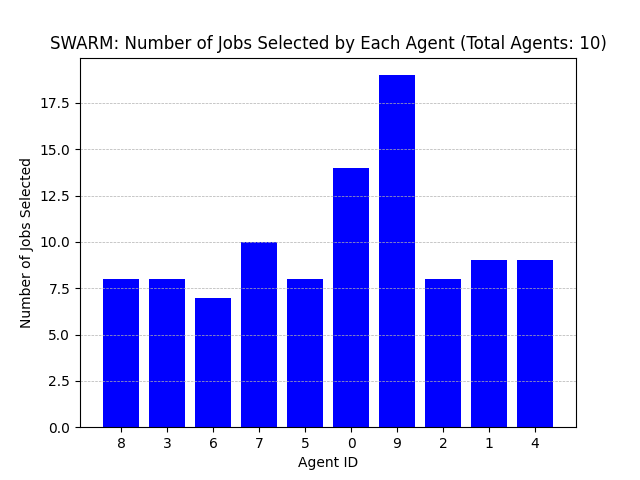 SWARM: Number of Jobs Selected by Each Agent (Total Agents: 10)
17.5
15.0
12.5
10.0
7.5
5.0
2.5
0.0
Number of Jobs Selected
8 3 6 7 5 0 9 2 1 4
Agent ID